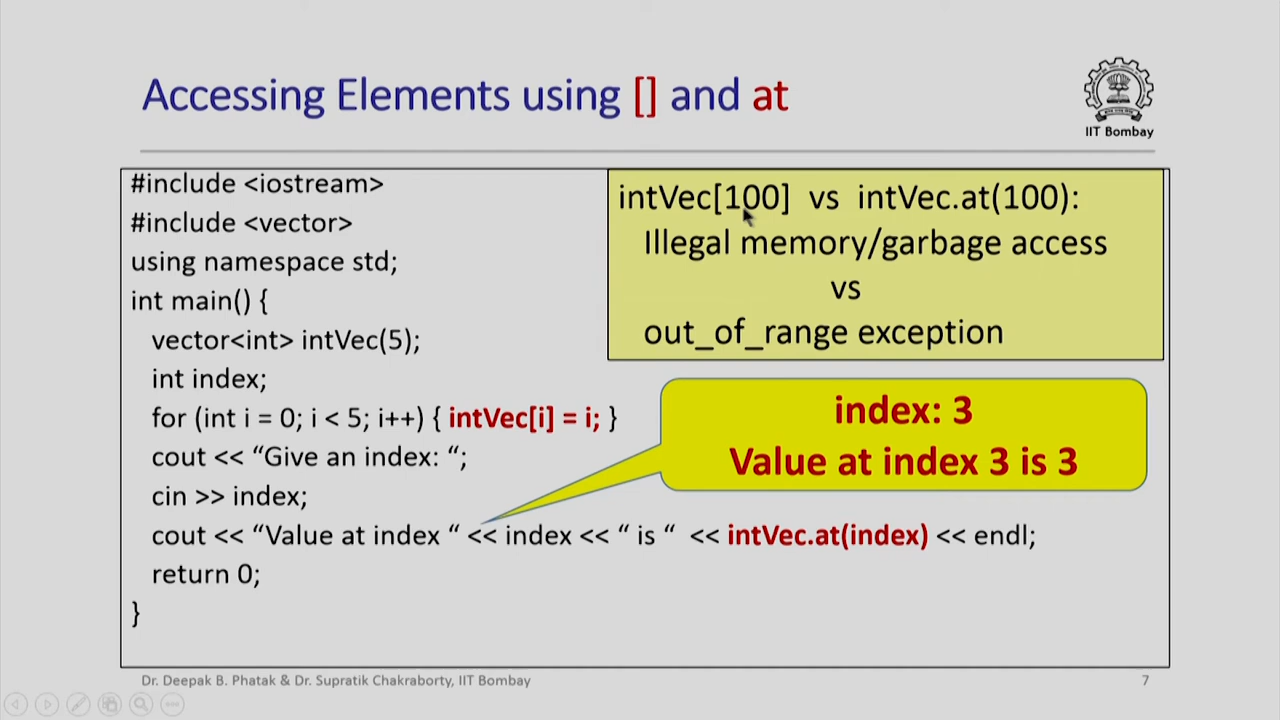 Accessing Elements using [] and at
IIT Bombay
#include <iostream>
#include <vector>
using namespace std;
int main() {
vector<int> intVec(5);
int index;
for (int i = 0; i < 5; i++) { intVec[i] = i; }
cout << “Give an index: “;
cin >> index;
cout << “Value at index “ << index << “ is “ << intVec.at(index) << endl;
return 0;
}
intVec[100] vs intVec.at(100):
Illegal memory/garbage access
vs
out_of_range exception
index: 3
Value at index 3 is 3
Dr. Deepak B. Phatak & Dr. Supratik Chakraborty, IIT Bombay
7